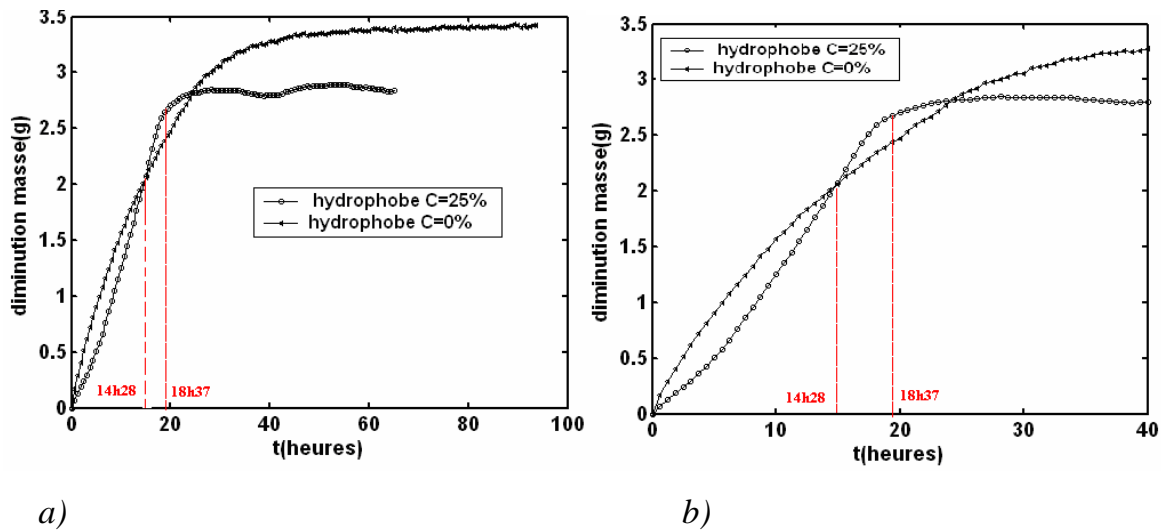 3.5
3
2.5
2
1.5
1
0.5
0
diminution masse(g)
hydrophobe C=25%
hydrophobe C=0%
14h28
18h37
0 20 40 60 80 100
t(heures)
a)
3.5
3
2.5
2
1.5
1
0.5
0
diminution masse(g)
hydrophobe C=25%
hydrophobe C=0%
14h28
18h37
0 10 20 30 40
t(heures)
b)